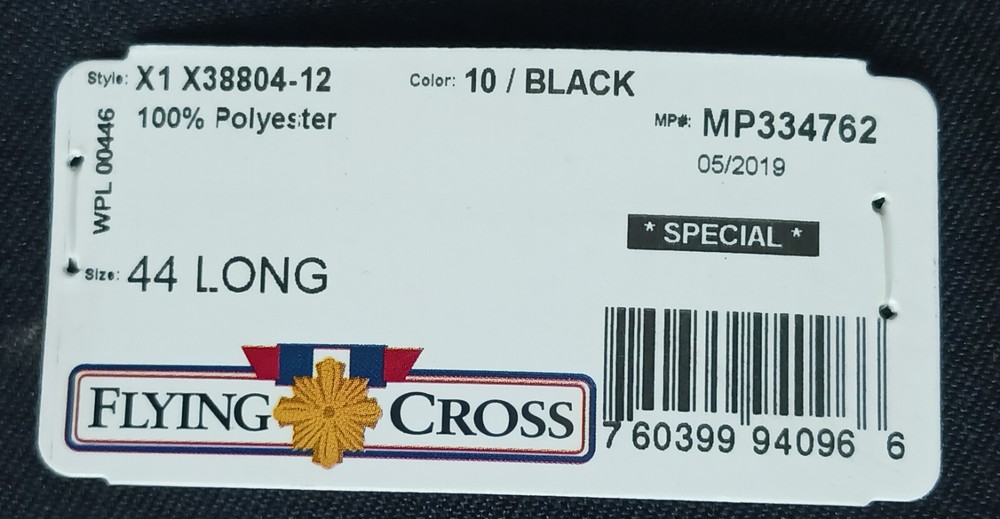 Style: X1 X38804-12
Color: 10 / BLACK
100% Polyester
MP#: MP334762
05/2019
WPL 00446
* SPECIAL *
Size: 44 LONG
FLYING CROSS
7 60399 94096 6